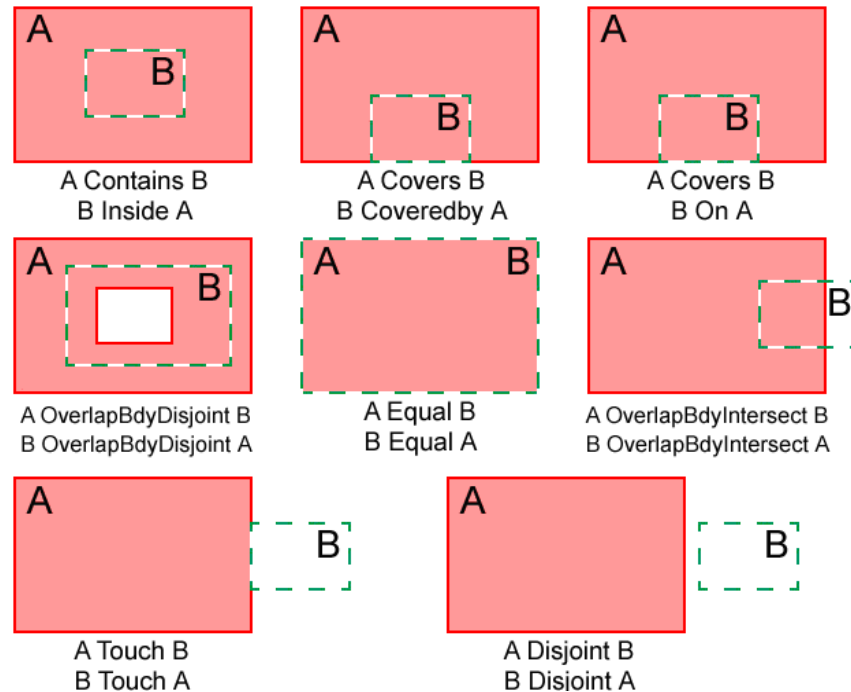 A
B
A
B
A
B
A Contains B
B Inside A
A Covers B
B Coveredby A
A Covers B
B On A
A
B
A
B
A
B
A OverlapBdyDisjoint B
B OverlapBdyDisjoint A
A Equal B
B Equal A
A OverlapBdyIntersect B
B OverlapBdyIntersect A
A
B
A
B
A Touch B
B Touch A
A Disjoint B
B Disjoint A